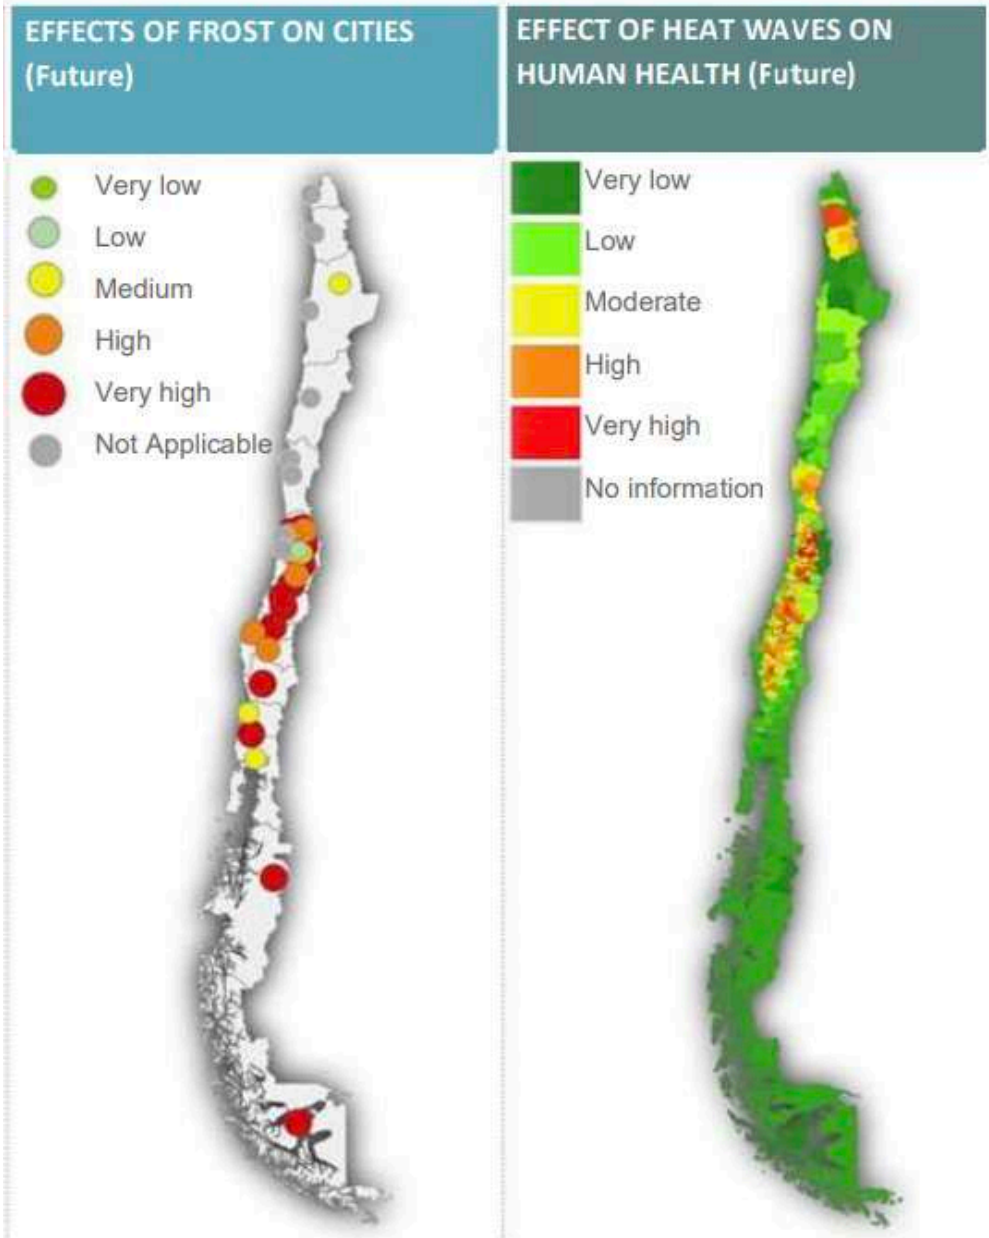 EFFECTS OF FROST ON CITIES
(Future)
Very low
Low
Medium
High
Very high
Not Applicable
EFFECT OF HEAT WAVES ON
HUMAN HEALTH (Future)
Very low
Low
Moderate
High
Very high
No information